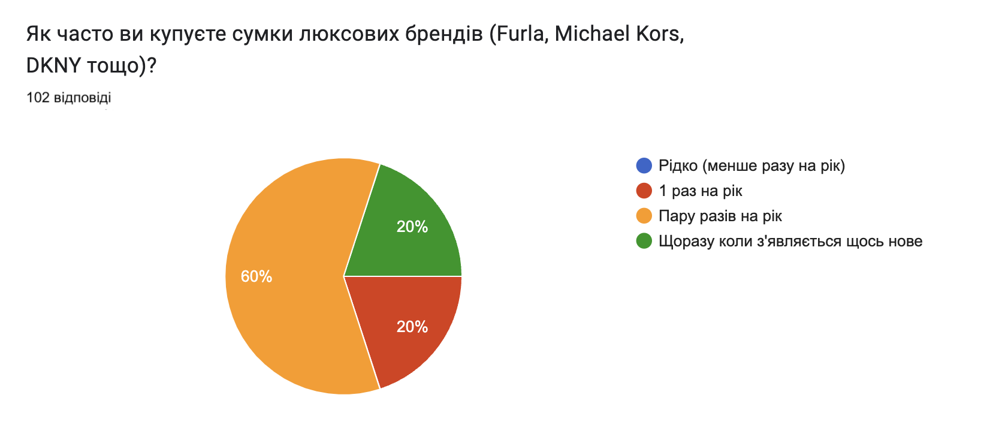 Як часто ви купуєте сумки люксових брендів (Furla, Michael Kors,
DKNY тощо)?
102 відповіді
Рідко (менше разу на рік)
1 раз на рік
Пару разів на рік
Щоразу коли з'являється щось нове
20%
60%
20%